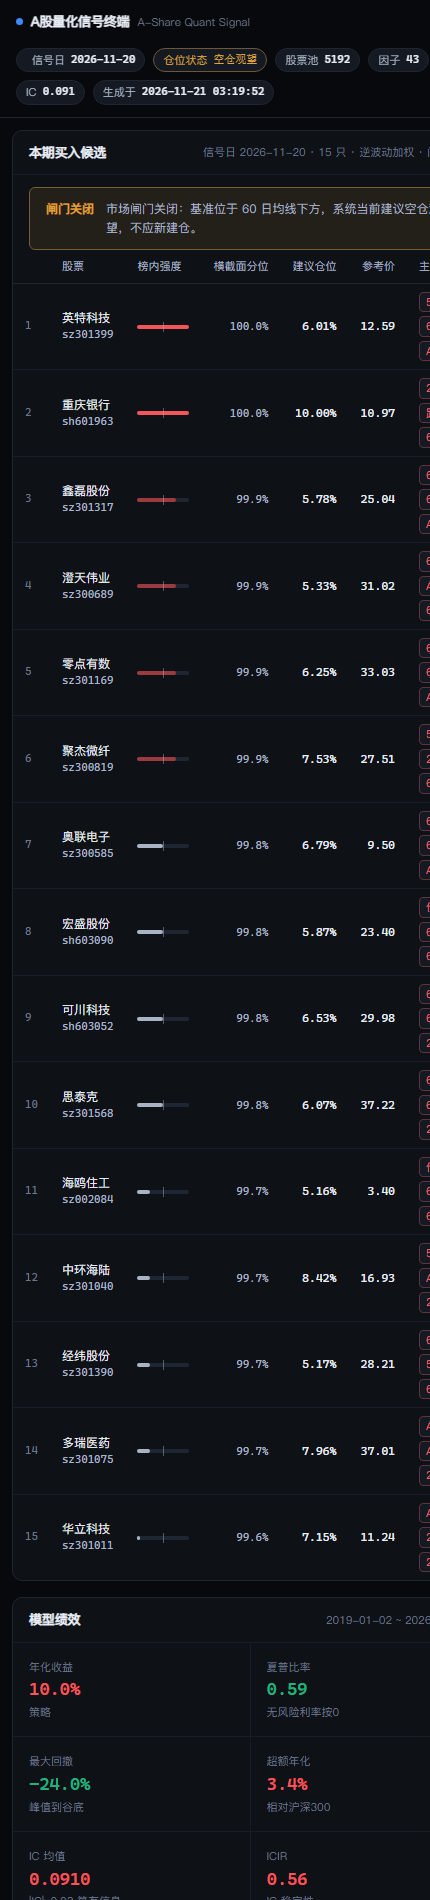 A股量化信号终端 A-Share Quant Signal
信号日 2026-11-20 仓位状态 空仓观望 股票池 5192 因子 43
IC 0.091 生成于 2026-11-21 03:19:52
本期买入候选 信号日 2026-11-20 · 15 只 · 逆波动加权 ·
闸门关闭 市场闸门关闭：基准位于 60 日均线下方，系统当前建议空仓
望，不应新建仓。
股票 榜内强度 横截面分位 建议仓位 参考价 主
1 英特科技 sz301399 100.0% 6.01% 12.59
2 重庆银行 sh601963 100.0% 10.00% 10.97
3 鑫磊股份 sz301317 99.9% 5.78% 25.04
4 澄天伟业 sz300689 99.9% 5.33% 31.02
5 零点有数 sz301169 99.9% 6.25% 33.03
6 聚杰微纤 sz300819 99.9% 7.53% 27.51
7 奥联电子 sz300585 99.8% 6.79% 9.50
8 宏盛股份 sh603090 99.8% 5.87% 23.40
9 可川科技 sh603052 99.8% 6.53% 29.98
10 思泰克 sz301568 99.8% 6.07% 37.22
11 海鸥住工 sz002084 99.7% 5.16% 3.40
12 中环海陆 sz301040 99.7% 8.42% 16.93
13 经纬股份 sz301390 99.7% 5.17% 28.21
14 多瑞医药 sz301075 99.7% 7.96% 37.01
15 华立科技 sz301011 99.6% 7.15% 11.24
模型绩效 2019-01-02 ~ 2026
年化收益 夏普比率
10.0% 0.59
策略 无风险利率按0
最大回撤 超额年化
-24.0% 3.4%
峰值到谷底 相对沪深300
IC 均值 ICIR
0.0910 0.56